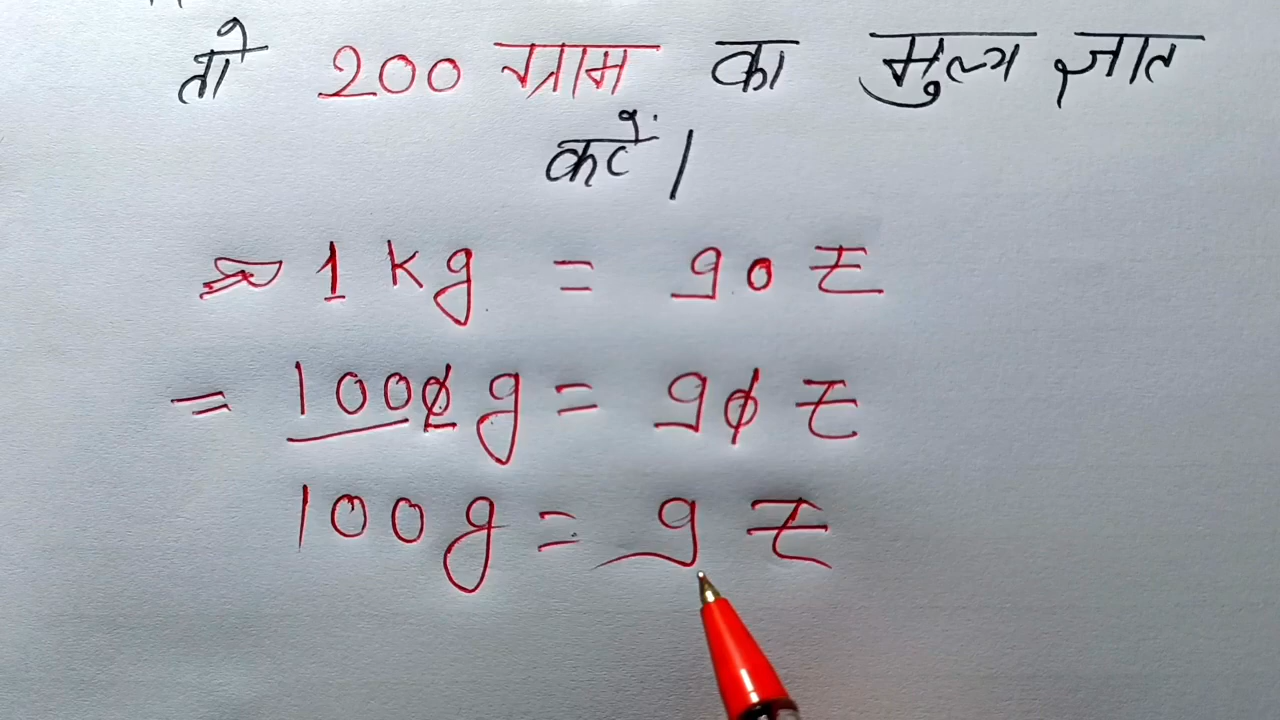 तो 200 ग्राम का मुल्य ज्ञात
करें।
⇒ 1 kg = 90 ₹
= 1000 g = 90 ₹
100 g = 9 ₹